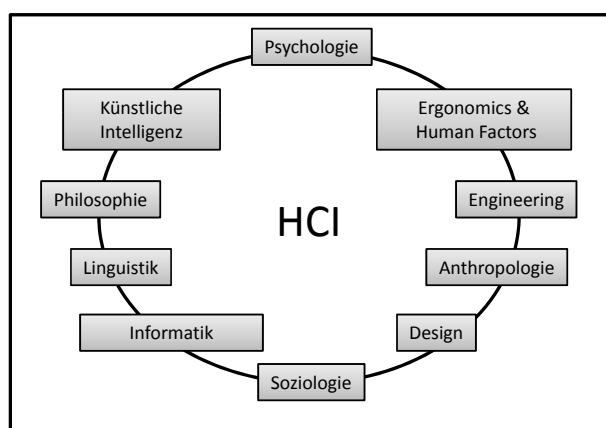 Psychologie
Künstliche
Intelligenz
Ergonomics &
Human Factors
Philosophie
HCI
Engineering
Linguistik
Anthropologie
Informatik
Design
Soziologie